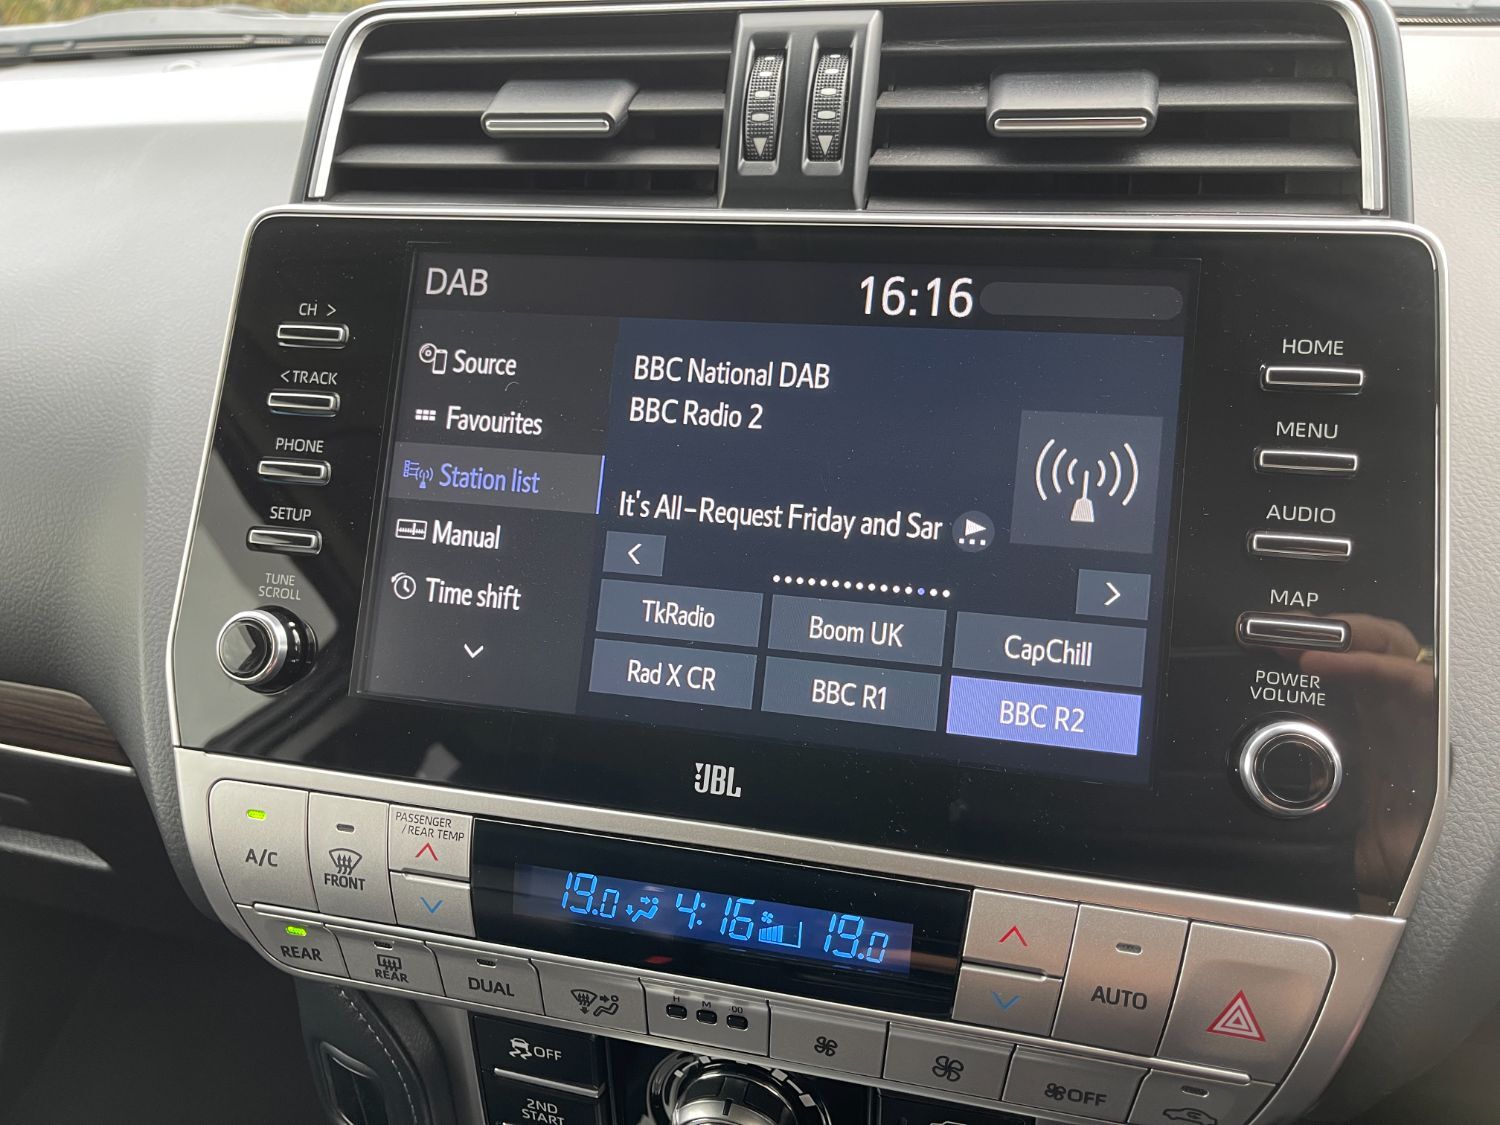 DAB
16:16
CH >
<TRACK
PHONE
SETUP
TUNE
SCROLL
Source
Favourites
Station list
Manual
Time shift
BBC National DAB
BBC Radio 2
It's All-Request Friday and Sar
<
>
TkRadio
Boom UK
CapChill
Rad X CR
BBC R1
BBC R2
HOME
MENU
AUDIO
MAP
POWER
VOLUME
JBL
A/C
FRONT
PASSENGER
/REAR TEMP
19.0 4:16 19.0
REAR
REAR
DUAL
H M :00
AUTO
OFF
OFF
2ND
START